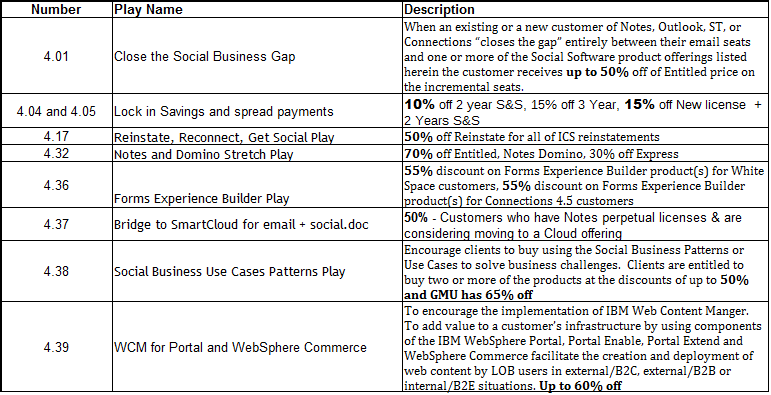 Number Play Name Description
When an existing or a new customer of Notes, Outlook, ST, or
Connections “closes the gap” entirely between their email seats
4.01 Close the Social Business Gap and one or more of the Social Software product offerings listed
herein the customer receives up to 50% off of Entitled price on
the incremental seats.
4.04 and 4.05 Lock in Savings and spread payments 10% off 2 year S&S, 15% off 3 Year, 15% off New license +
2 Years S&S
4.17 Reinstate, Reconnect, Get Social Play 50% off Reinstate for all of ICS reinstatements
4.32 Notes and Domino Stretch Play 70% off Entitled, Notes Domino, 30% off Express
55% discount on Forms Experience Builder product(s) for White
4.36 Space customers, 55% discount on Forms Experience Builder
Forms Experience Builder Play product(s) for Connections 4.5 customers
4.37 Bridge to SmartCloud for email + social.doc 50% - Customers who have Notes perpetual licenses & are
considering moving to a Cloud offering
Encourage clients to buy using the Social Business Patterns or
4.38 Social Business Use Cases Patterns Play Use Cases to solve business challenges. Clients are entitled to
buy two or more of the products at the discounts of up to 50%
and GMU has 65% off
To encourage the implementation of IBM Web Content Manger.
To add value to a customer's infrastructure by using components
4.39 WCM for Portal and WebSphere Commerce of the IBM WebSphere Portal, Portal Enable, Portal Extend and
WebSphere Commerce facilitate the creation and deployment of
web content by LOB users in external/B2C, external/B2B or
internal/B2E situations. Up to 60% off